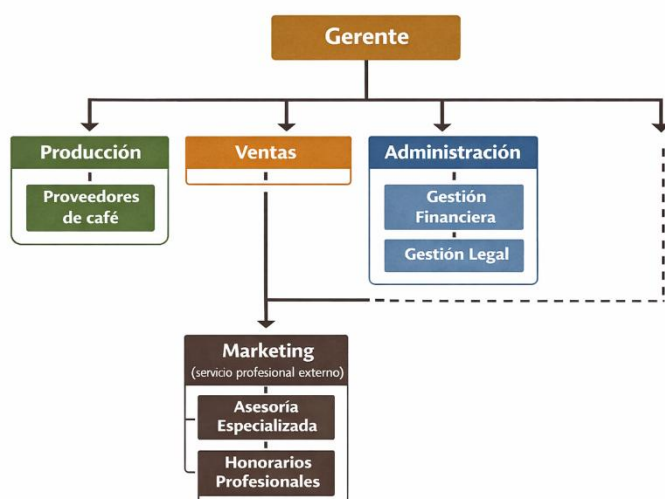 Gerente
Producción
Proveedores
de café
Ventas
Administración
Gestión
Financiera
Gestión Legal
Marketing
(servicio profesional externo)
Asesoría
Especializada
Honorarios
Profesionales